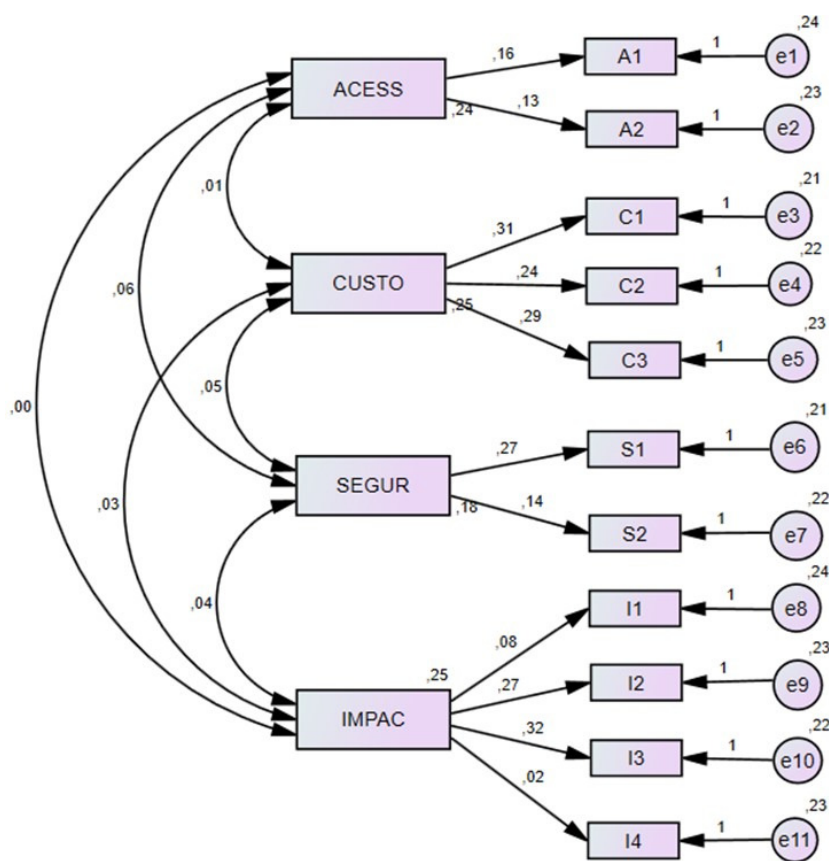 ,24
,16
1
A1
e1
ACESS
,23
,24
,13
1
A2
e2
,21
,01
1
C1
e3
,31
,22
,06
1
CUSTO
,24
C2
e4
,25
,23
,29
1
C3
e5
,05
,00
,21
,27
1
S1
e6
SEGUR
,18
,14
,22
,03
1
S2
e7
,24
,04
1
I1
e8
,08
,23
,25
1
,27
I2
e9
IMPAC
,22
,32
1
I3
e10
,02
,23
1
I4
e11